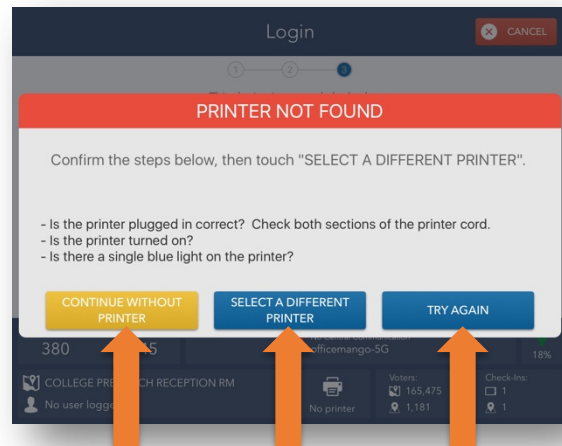 Login
CANCEL
1 2 3
PRINTER NOT FOUND
Confirm the steps below, then touch "SELECT A DIFFERENT PRINTER".
- Is the printer plugged in correct? Check both sections of the printer cord.
- Is the printer turned on?
- Is there a single blue light on the printer?
CONTINUE WITHOUT
PRINTER
SELECT A DIFFERENT
PRINTER
TRY AGAIN
No Central Communication
380
officemango-5G
18%
COLLEGE RECEPTION RM
No user
No printer
Voters:
165,475
1,181
Check-Ins:
1
1